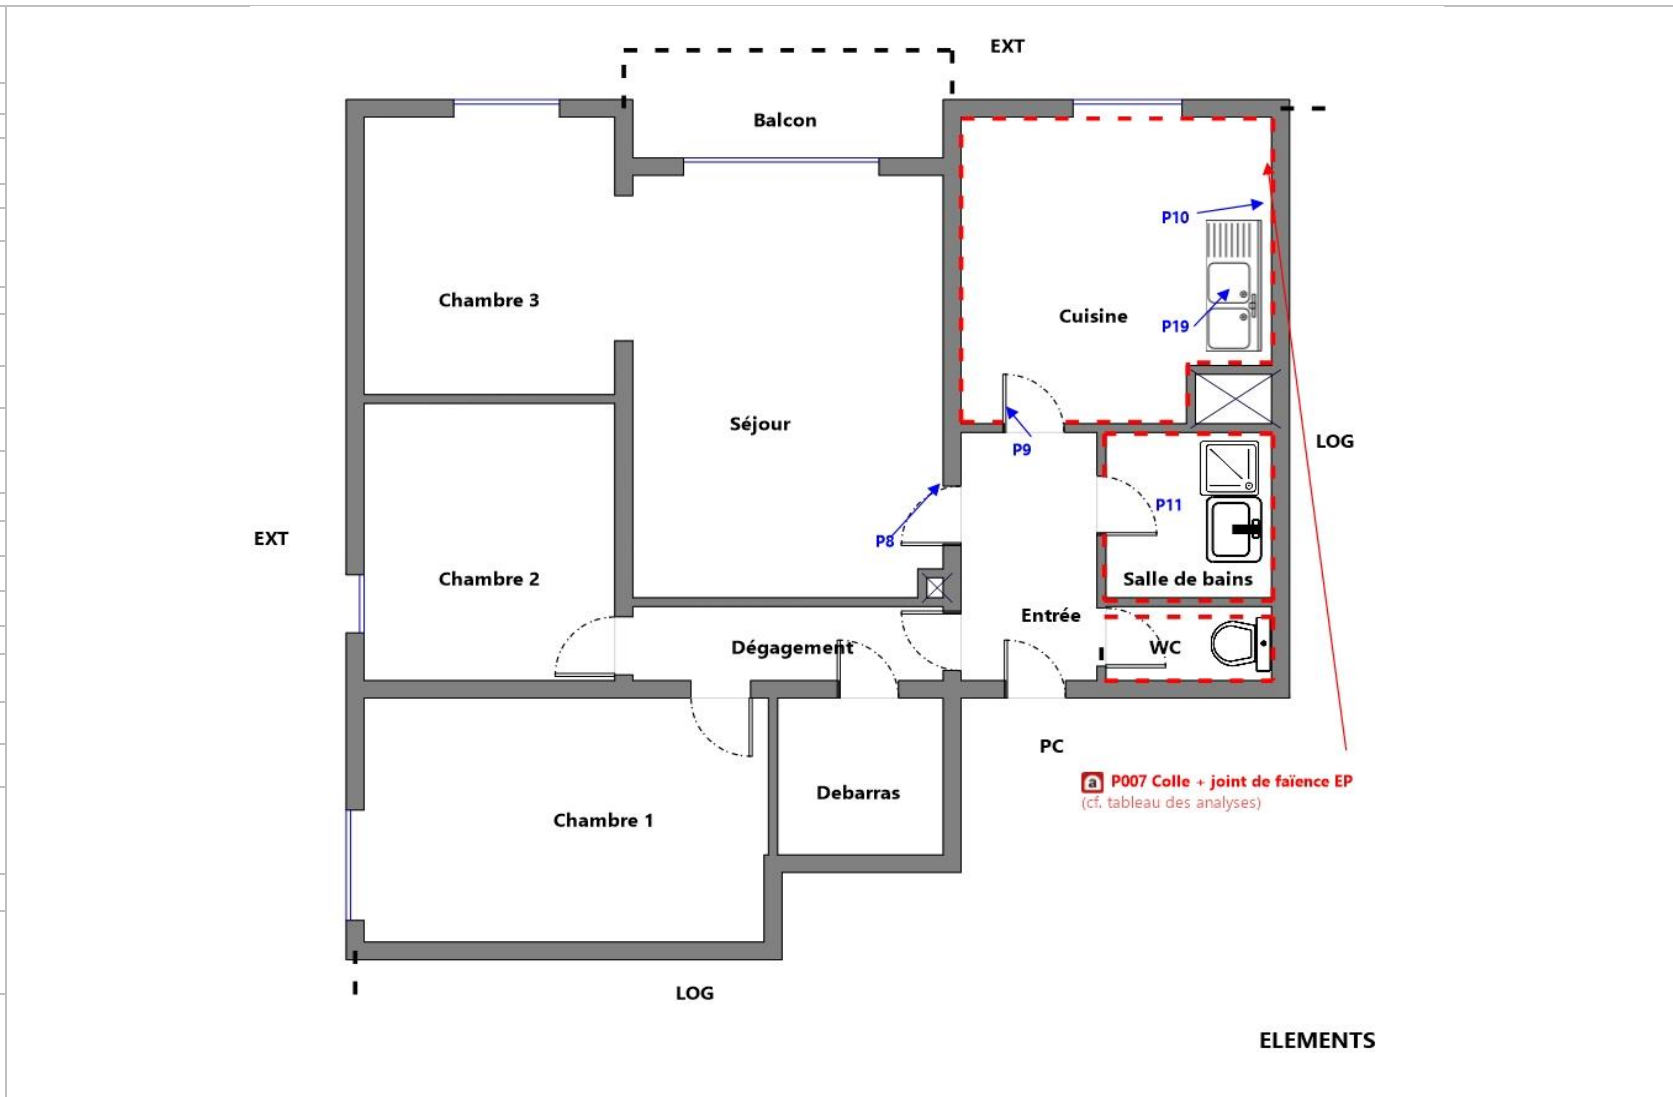 EXT
Balcon
P10
Chambre 3
Cuisine
P19
Séjour
LOG
P9
P11
EXT
P8
Chambre 2
Salle de bains
Entrée
Dégagement
WC
PC
a P007 Colle + joint de faïence EP
(cf. tableau des analyses)
Debarras
Chambre 1
LOG
ELEMENTS